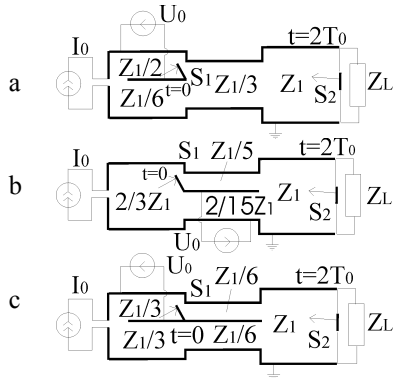 U0
I0
t=2T0
a
Z1/2
S1
Z1/6
t=0
Z1/3
Z1
S2
ZL
I0
S1
Z1/5
t=2T0
b
t=0
2/3Z1
2/15Z1
Z1
S2
ZL
U0
U0
I0
S1
Z1/6
t=2T0
c
Z1/3
Z1/3
t=0
Z1/6
Z1
S2
ZL